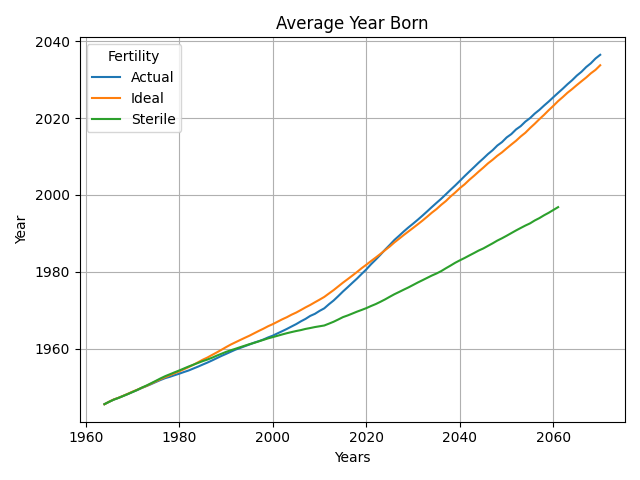 Average Year Born
Fertility
Actual
Ideal
Sterile
Year
2040
2020
2000
1980
1960
1960 1980 2000 2020 2040 2060
Years